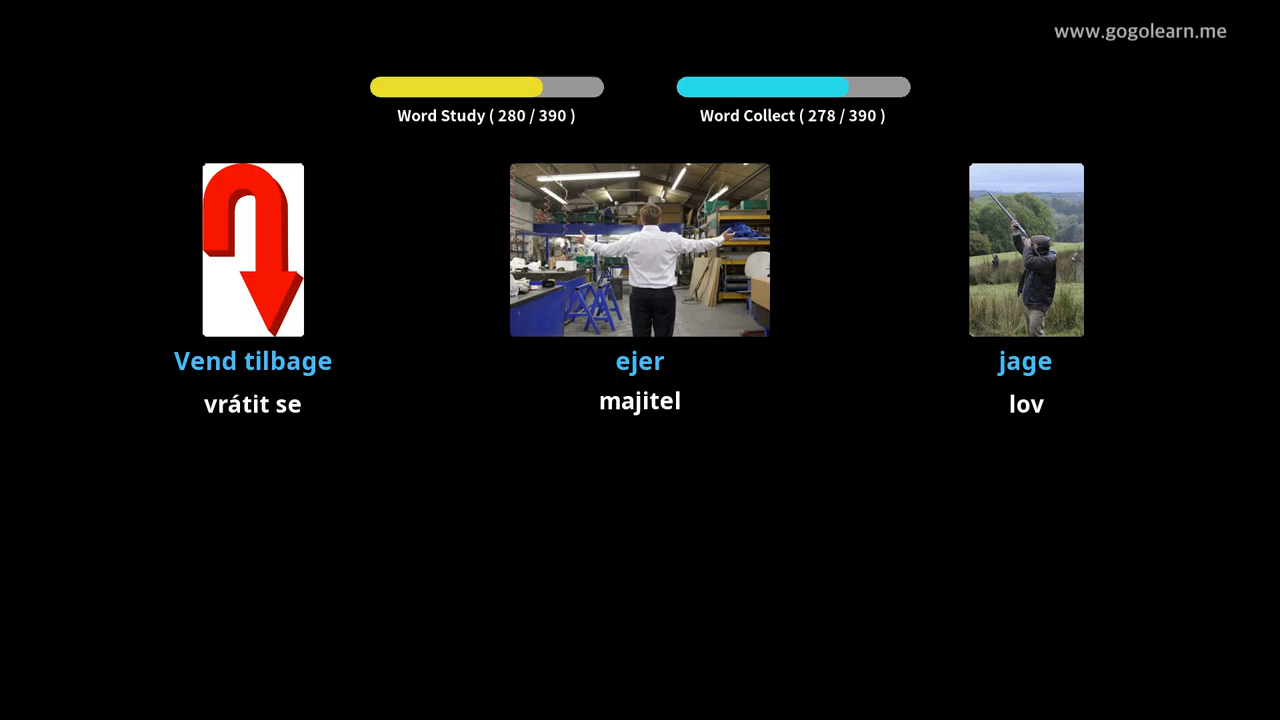 www.gogolearn.me
Word Study ( 280 / 390 )
Word Collect ( 278 / 390 )
Vend tilbage
ejer
jage
vrátit se
majitel
lov